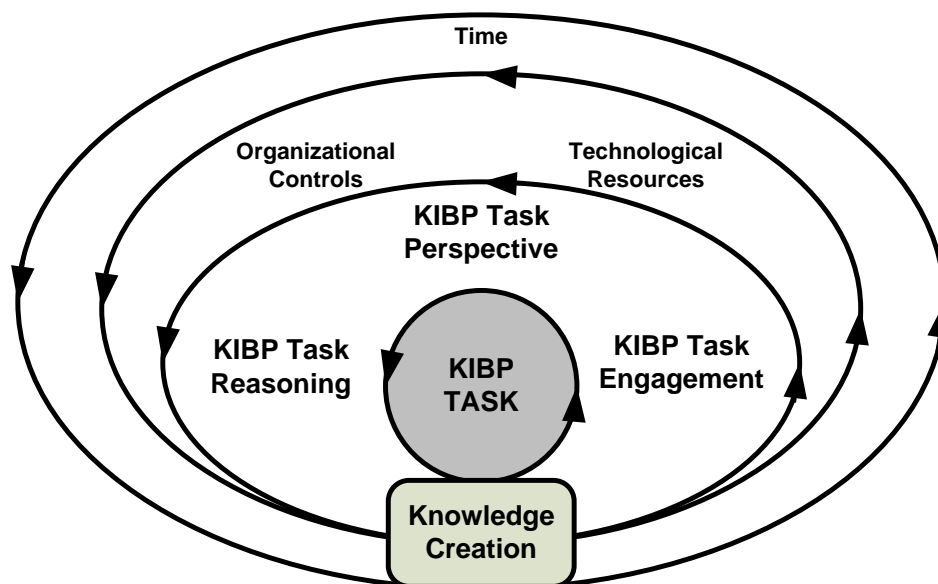 Time
Organizational
Controls
Technological
Resources
KIBP Task
Perspective
KIBP Task
Reasoning
KIBP
TASK
KIBP Task
Engagement
Knowledge
Creation